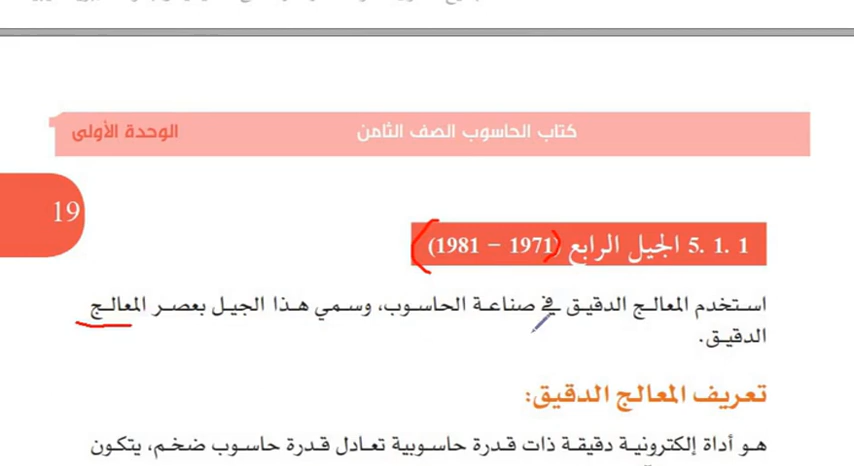 كتاب الحاسوب الصف الثامن
الوحدة الأولى
19
5. 1. 1 الجيل الرابع (1971 – 1981)
استخدم المعالج الدقيق في صناعة الحاسوب، وسمي هذا الجيل بعصر المعالج
الدقيق.
تعريف المعالج الدقيق:
هو أداة إلكترونية دقيقة ذات قدرة حاسوبية تعادل قدرة حاسوب ضخم، يتكون